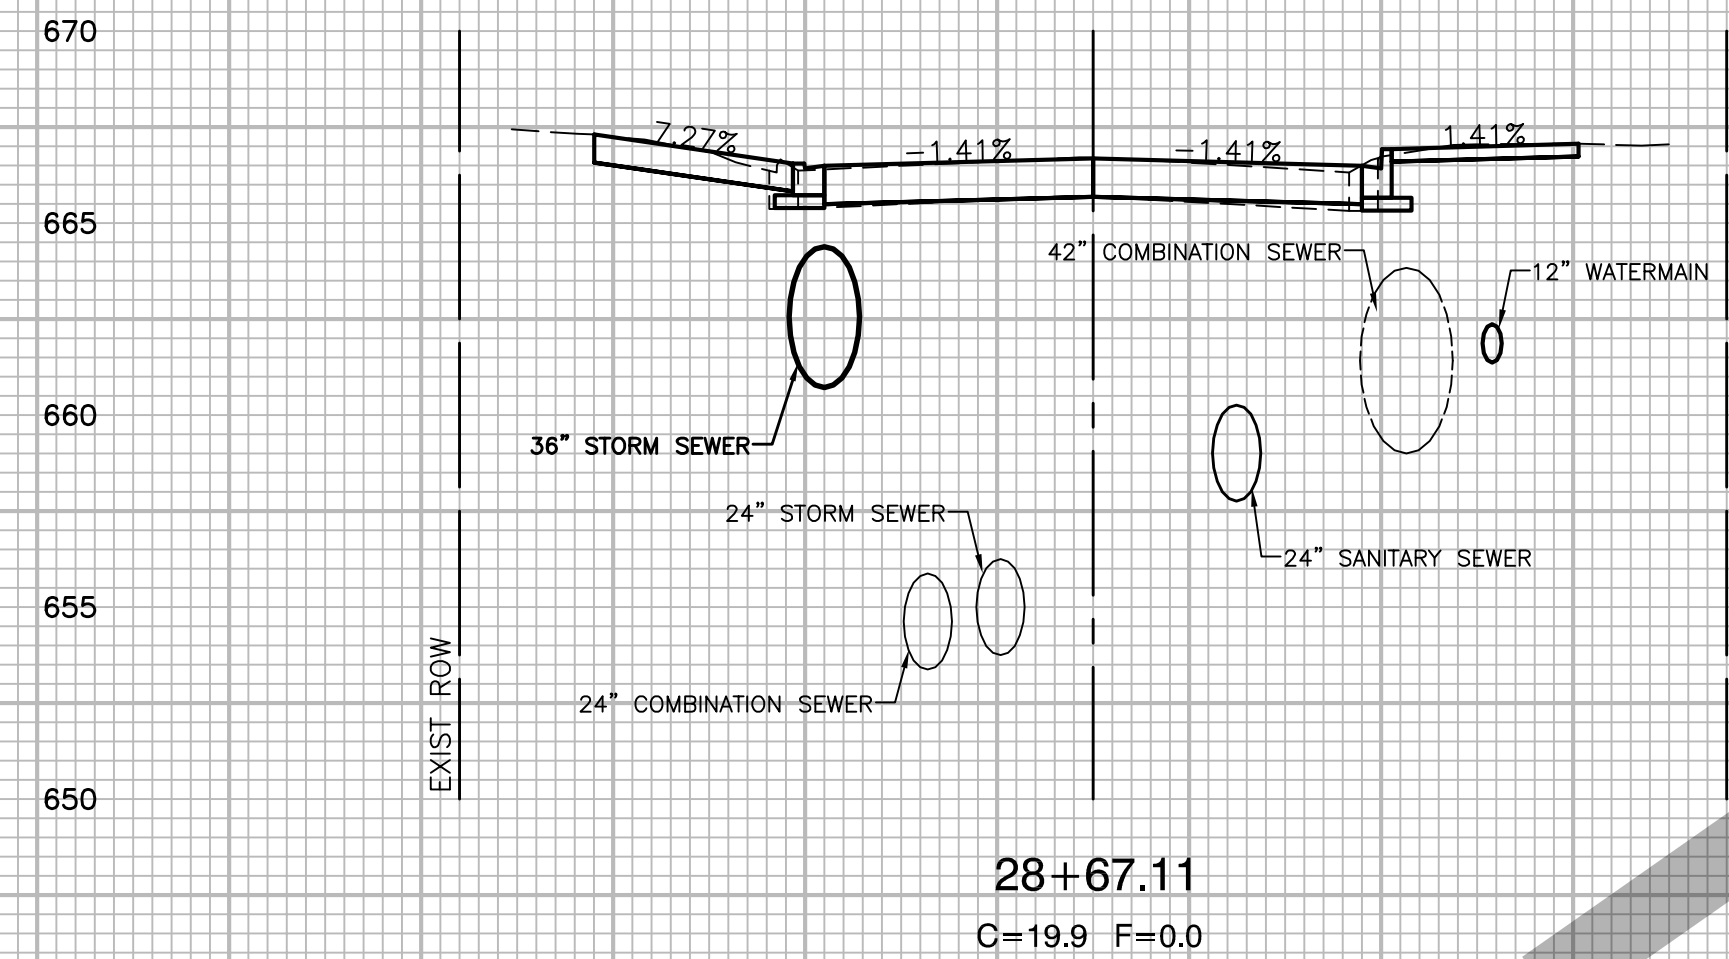 670
7.27%
-1.41%
-1.41%
1.41%
665
42” COMBINATION SEWER
12” WATERMAIN
660
36” STORM SEWER
24” STORM SEWER
24” SANITARY SEWER
655
EXIST ROW
24” COMBINATION SEWER
650
28+67.11
C=19.9 F=0.0